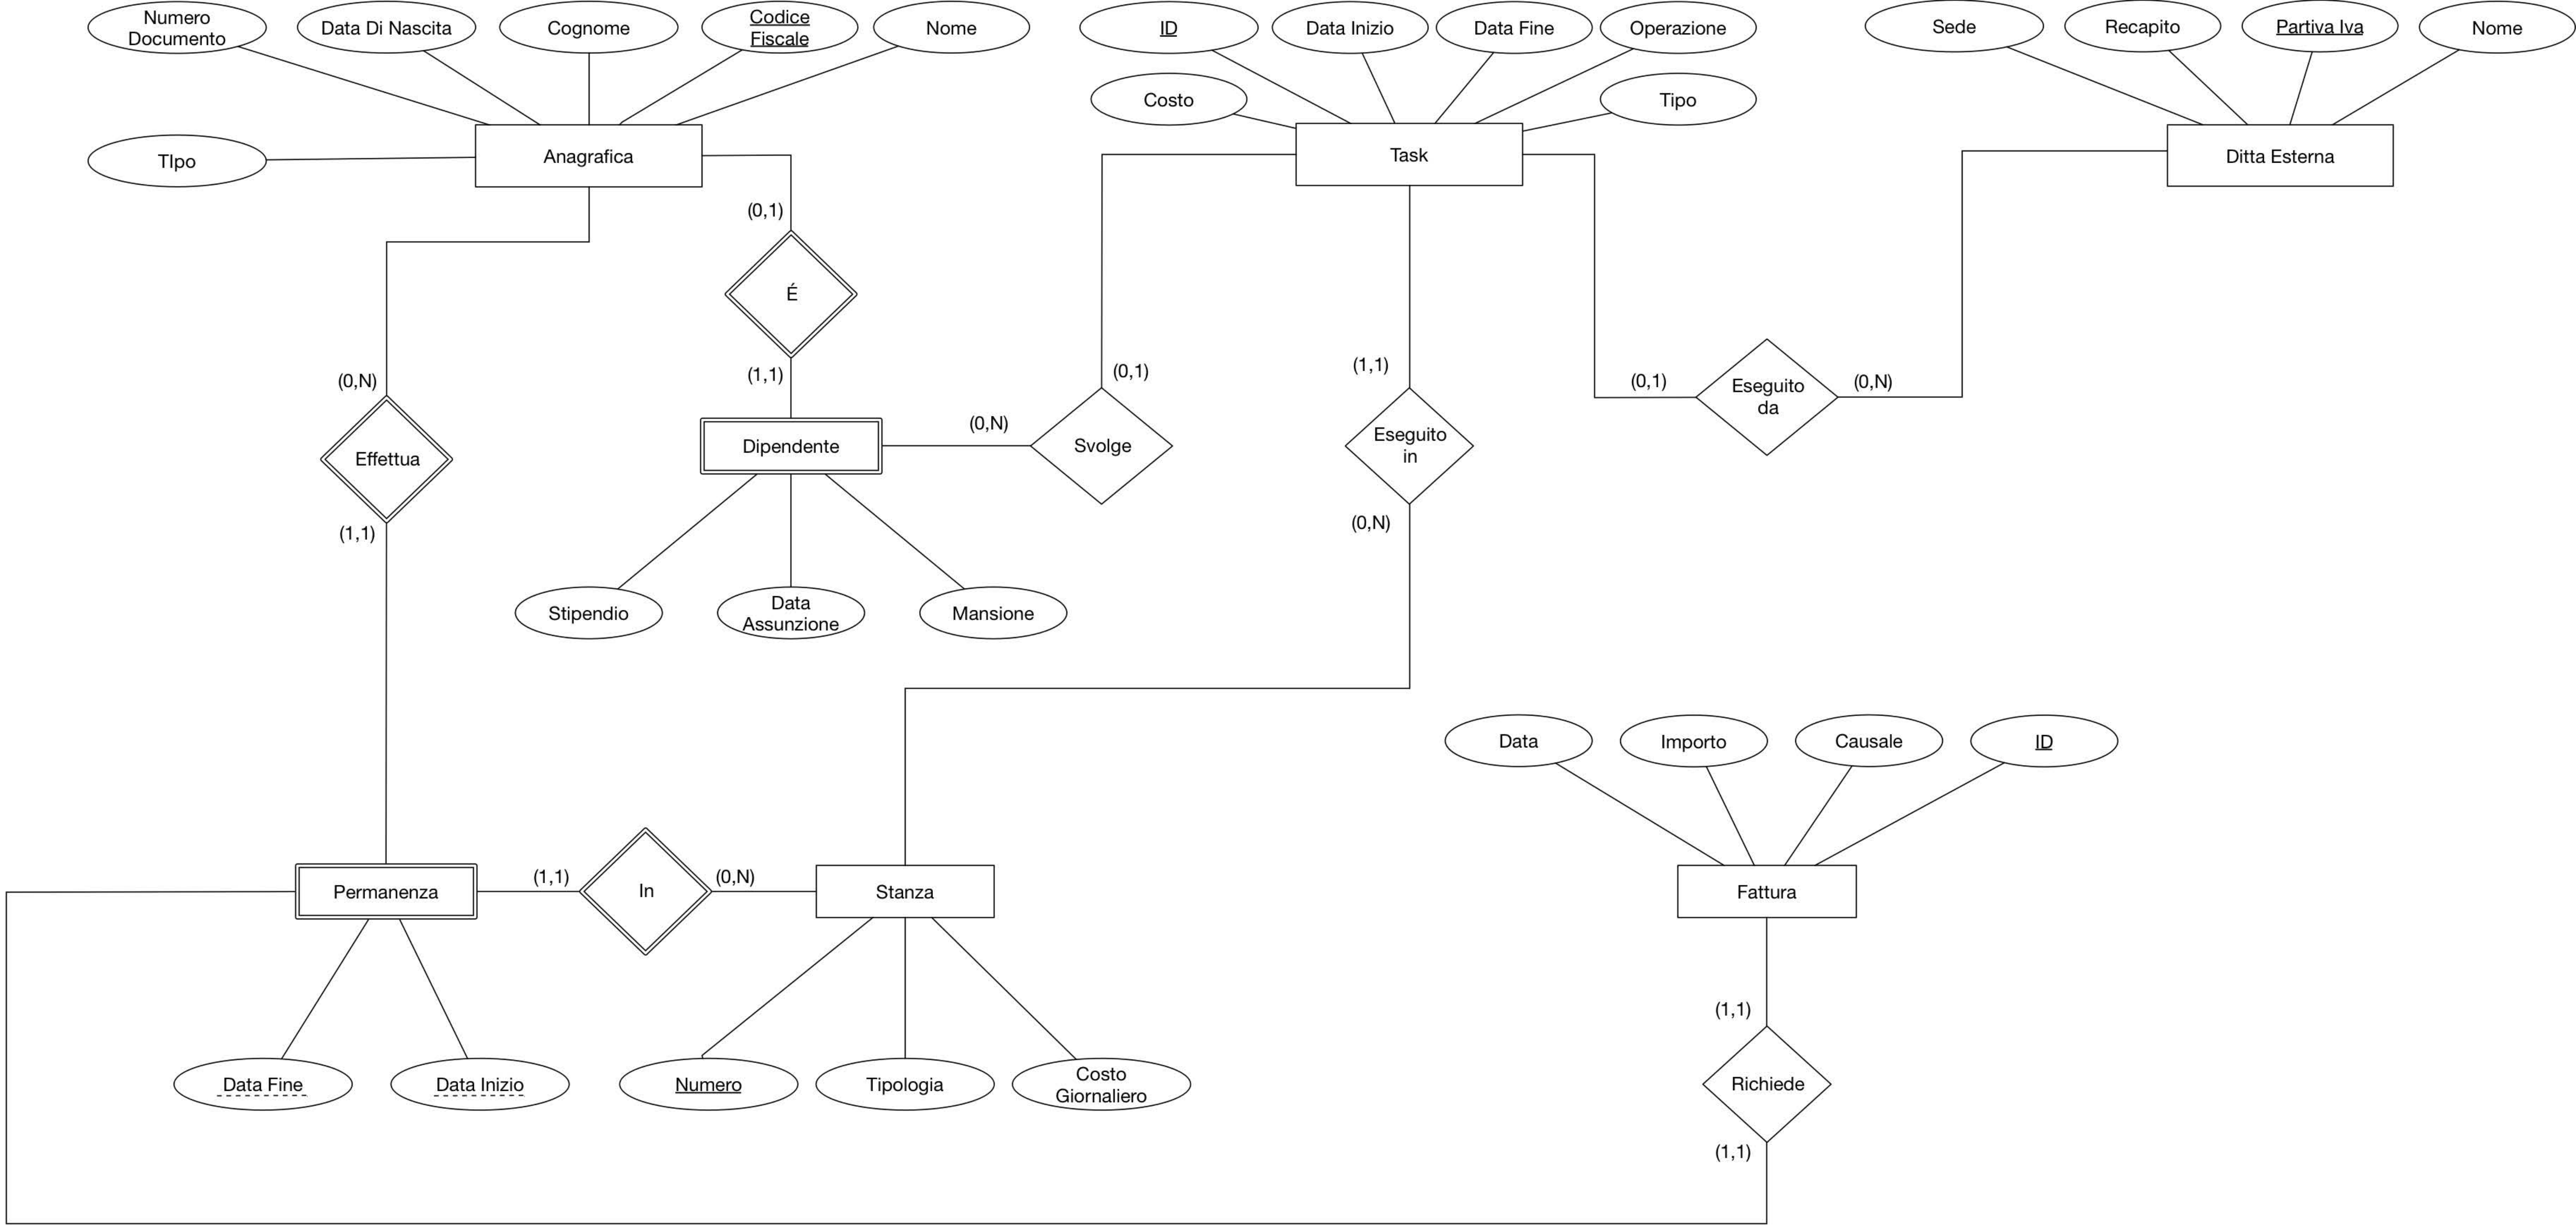 Numero
Documento
Data Di Nascita
Cognome
Codice
Fiscale
Nome
ID
Data Inizio
Data Fine
Operazione
Sede
Recapito
Partiva Iva
Nome
Costo
Tipo
TIpo
Anagrafica
Task
Ditta Esterna
(0,1)
É
(1,1)
(0,N)
Effettua
(1,1)
Dipendente
(0,N)
(0,1)
Svolge
(1,1)
Eseguito
in
(0,N)
(0,1)
Eseguito
da
(0,N)
Stipendio
Data
Assunzione
Mansione
Data
Importo
Causale
ID
Permanenza
(1,1)
In
(0,N)
Stanza
Fattura
(1,1)
Data Fine
Data Inizio
Numero
Tipologia
Costo
Giornaliero
Richiede
(1,1)